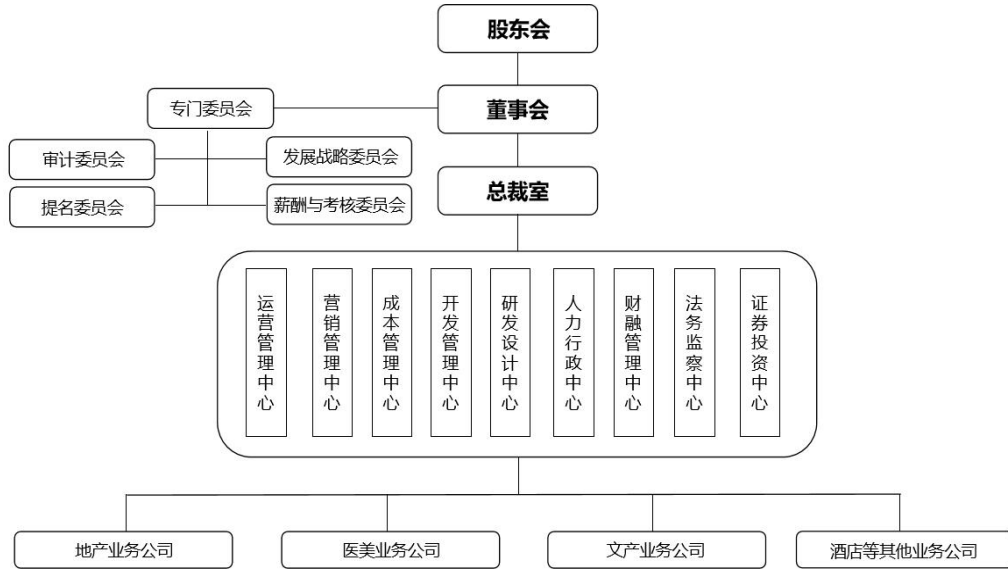 股东会
董事会
专门委员会
审计委员会
发展战略委员会
提名委员会
薪酬与考核委员会
总裁室
运营管理中心
营销管理中心
成本管理中心
开发管理中心
研发设计中心
人力行政中心
财融管理中心
法务监察中心
证券投资中心
地产业务公司
医美业务公司
文产业务公司
酒店等其他业务公司